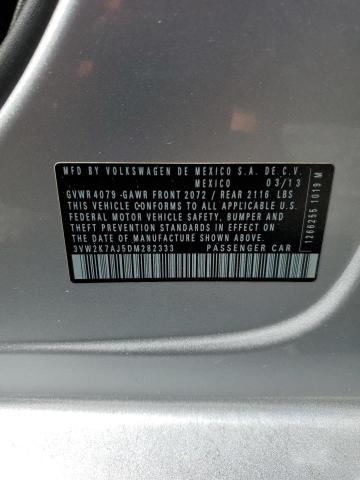 MFD. BY VOLKSWAGEN DE MEXICO S.A. DE C.V.
MEXICO 03/13
GVWR 4079 -GAWR FRONT 2072 / REAR 2116 LBS
THIS VEHICLE CONFORMS TO ALL APPLICABLE U.S.
FEDERAL MOTOR VEHICLE SAFETY, BUMPER AND
THEFT PREVENTION STANDARDS IN EFFECT ON
THE DATE OF MANUFACTURE SHOWN ABOVE.
3VW2K7AJ5DM282333 PASSENGER CAR
1266255 1019 M